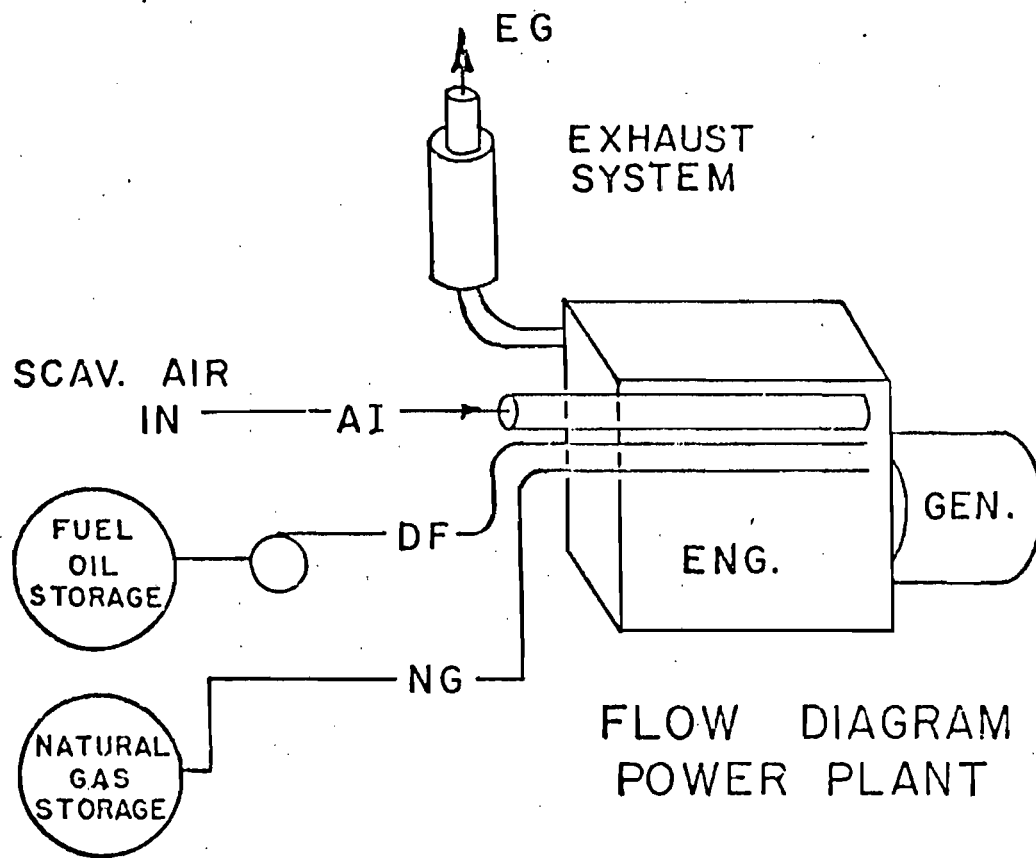 EG
EXHAUST
SYSTEM
SCAV. AIR
IN
AI
FUEL
OIL
STORAGE
DF
ENG.
GEN.
NG
NATURAL
GAS
STORAGE
FLOW DIAGRAM
POWER PLANT